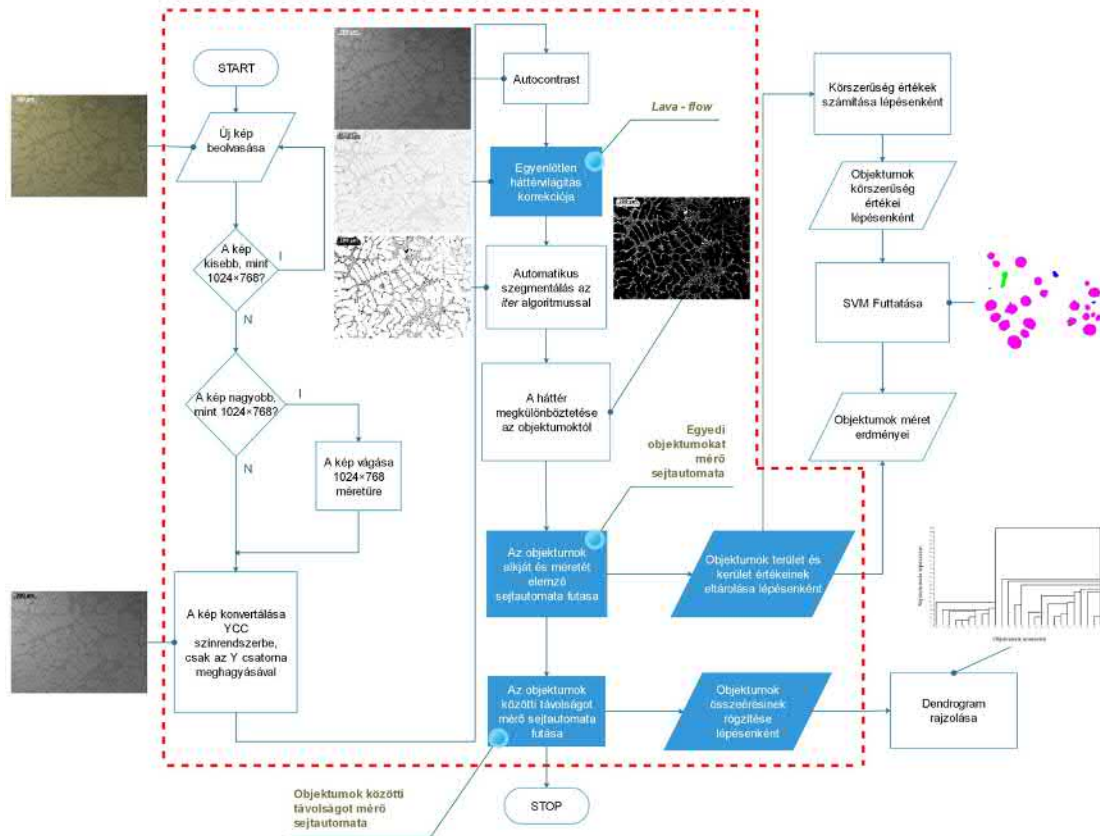 START
Új kép
beolvasása
A kép
kisebb, mint
1024×768?
I
N
A kép
nagyobb,
mint 1024×768?
I
N
A kép vágása
1024×768
méretűre
A kép konvertálása
YCC
színrendszerbe,
csak az Y csatorna
meghagyásával
Autocontrast
Lava - flow
Egyenlőtlen
háttérvilágítás
korrekciója
Automatikus
szegmentálás az
iter algoritmussal
A háttér
megkülönböztetése
az objektumoktól
Egyedi
objektumokat
mérő
sejtautomata
Az objektumok
alkját és méretét
elemző
sejtautomata futása
Objektumok terület és
kerület értékeinek
eltárolása lépésenként
Az objektumok
közötti távolságot
mérő sejtautomata
futása
Objektumok
összeérésinek
rögzítése
lépésenként
Objektumok közötti
távolságot mérő
sejtautomata
STOP
Körszerűség értékek
számítása lépésenként
Objektumok
körszerűség
értékei
lépésenként
SVM Futtatása
Objektumok méret
erdményei
Dendrogram
rajzolása